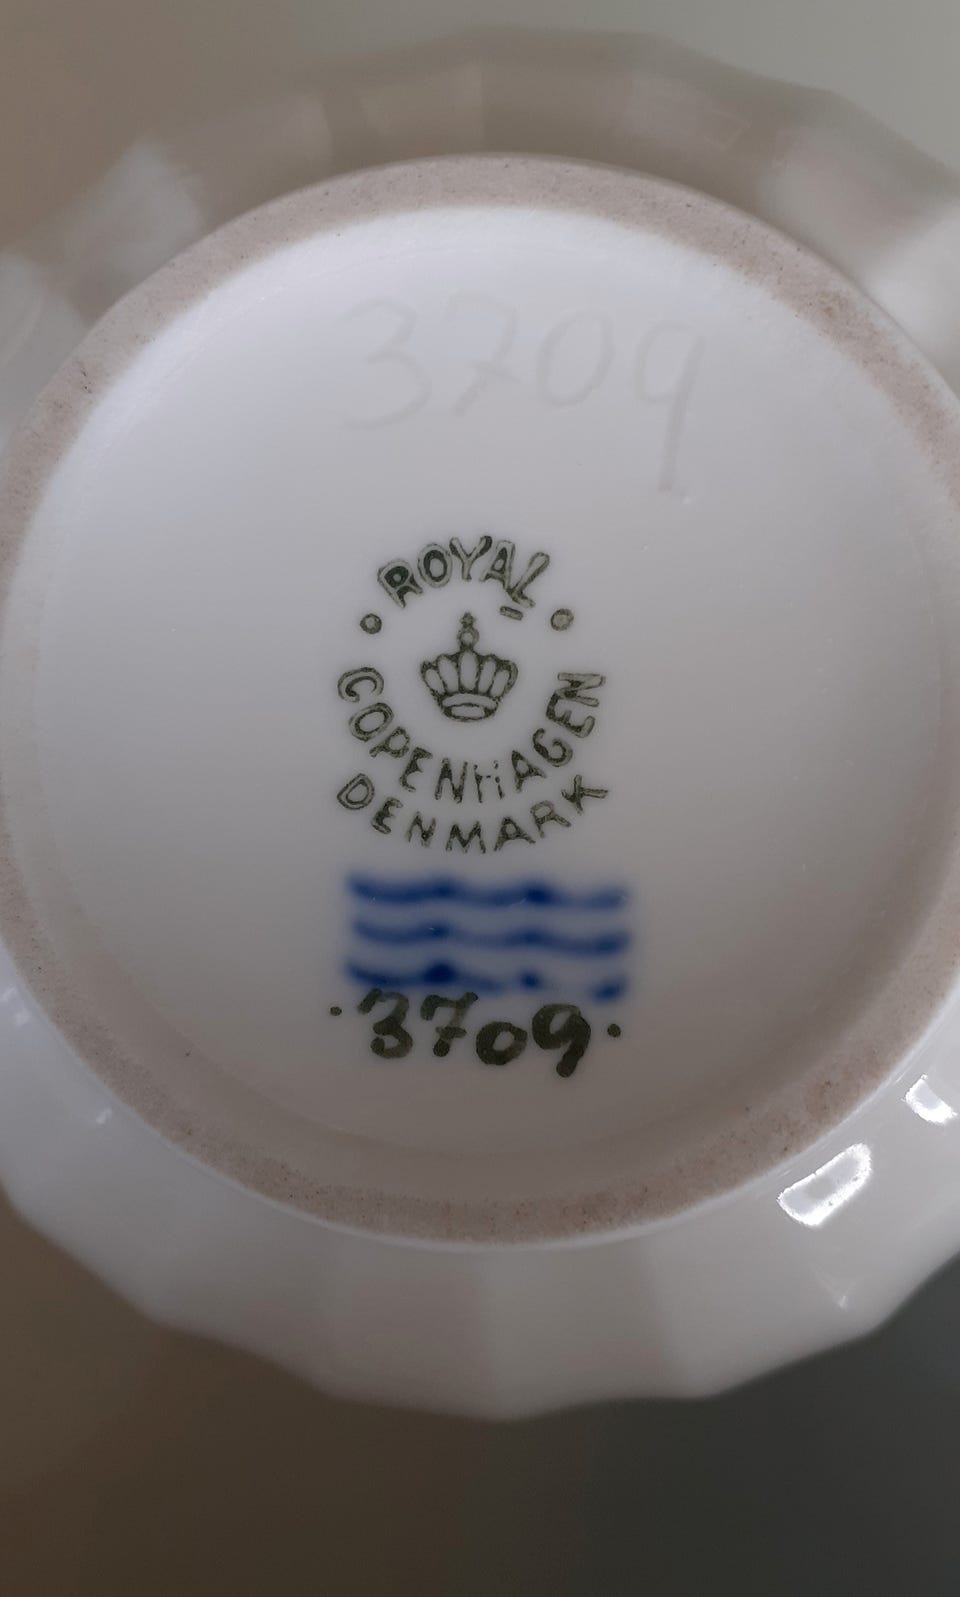 3709
ROYAL
COPENHAGEN
DENMARK
·3709·